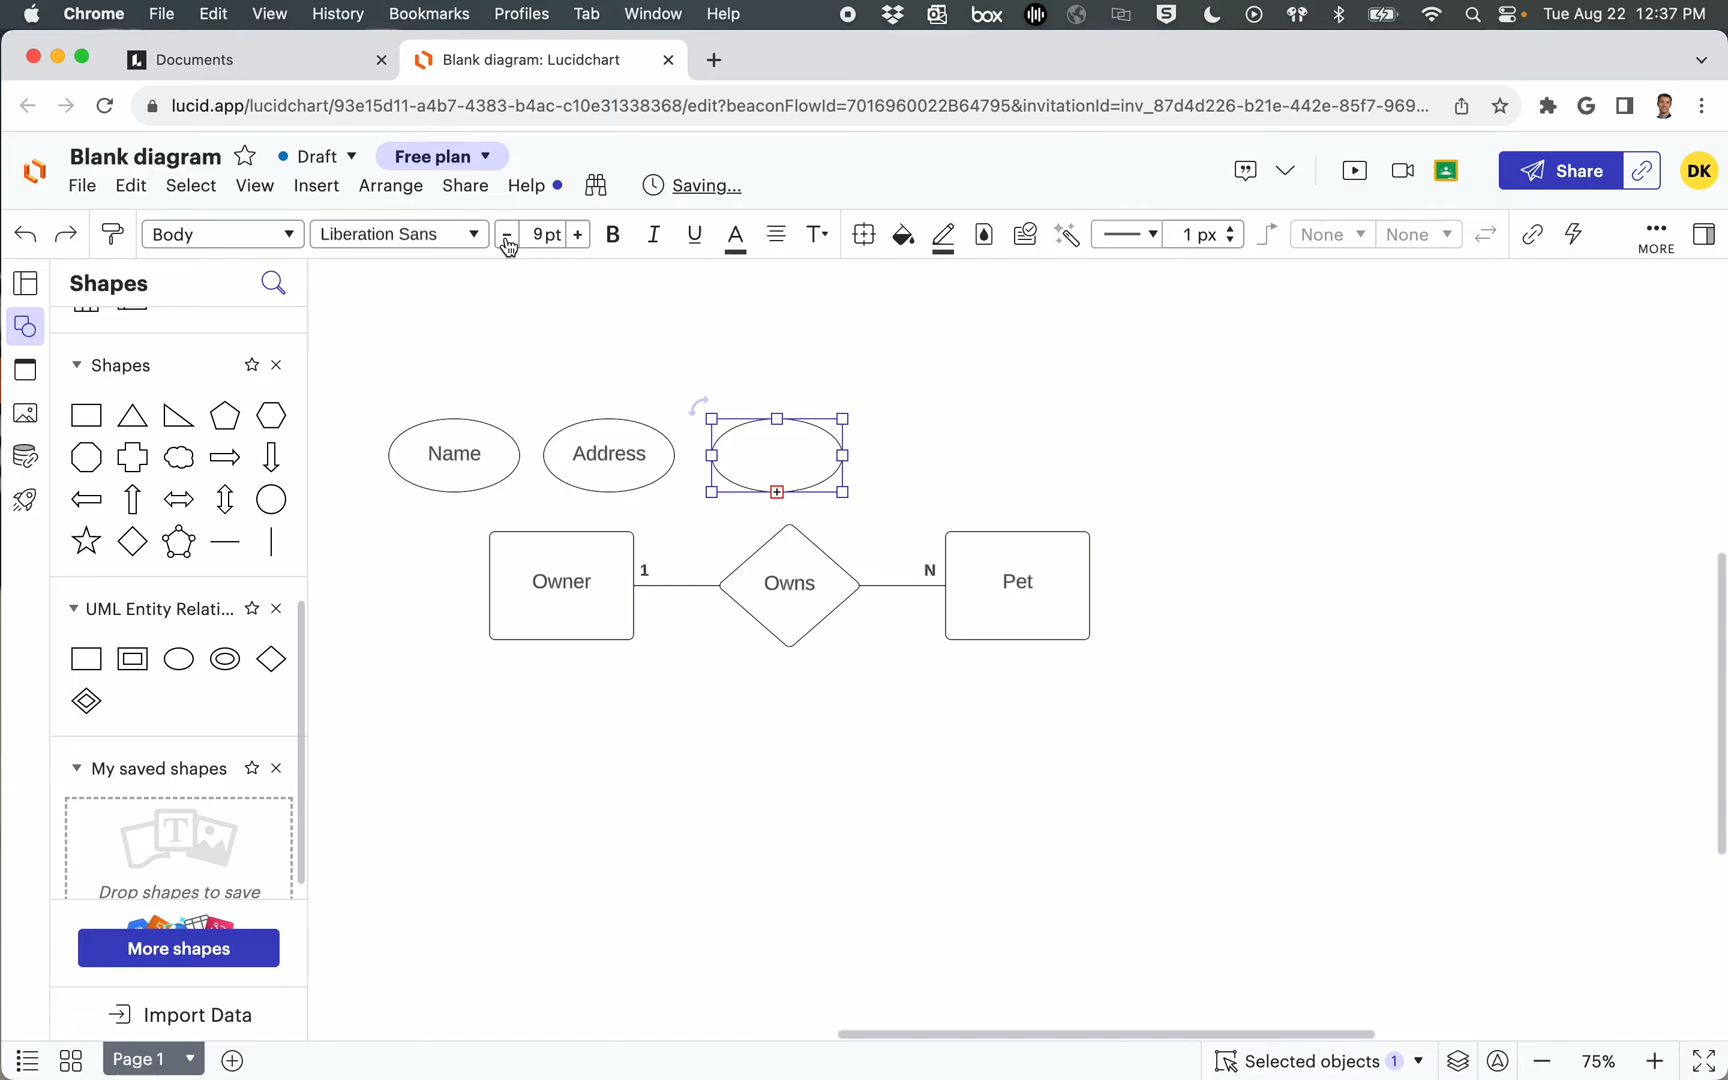 Chrome File Edit View History Bookmarks Profiles Tab Window Help box 5 Tue Aug 22 12:37 PM
Documents Blank diagram: Lucidchart
lucid.app/lucidchart/93e15d11-a4b7-4383-b4ac-c10e31338368/edit?beaconFlowId=7016960022B64795&invitationId=inv_87d4d226-b21e-442e-85f7-969...
Blank diagram Draft Free plan Share DK
File Edit Select View Insert Arrange Share Help Saving...
Body Liberation Sans - 9 pt + B I U A T 1 px None None MORE
Shapes
Shapes
Name Address
Owner 1 Owns N Pet
UML Entity Relati...
My saved shapes
T
Drop shapes to save
More shapes
Import Data
Page 1 Selected objects 1 75%